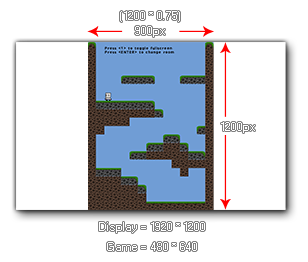 (1200 * 0.75)
900px
Press <T> to toggle fullscreen
Press <ENTER> to change room
1200px
Display = 1920 * 1200
Game = 480 * 640